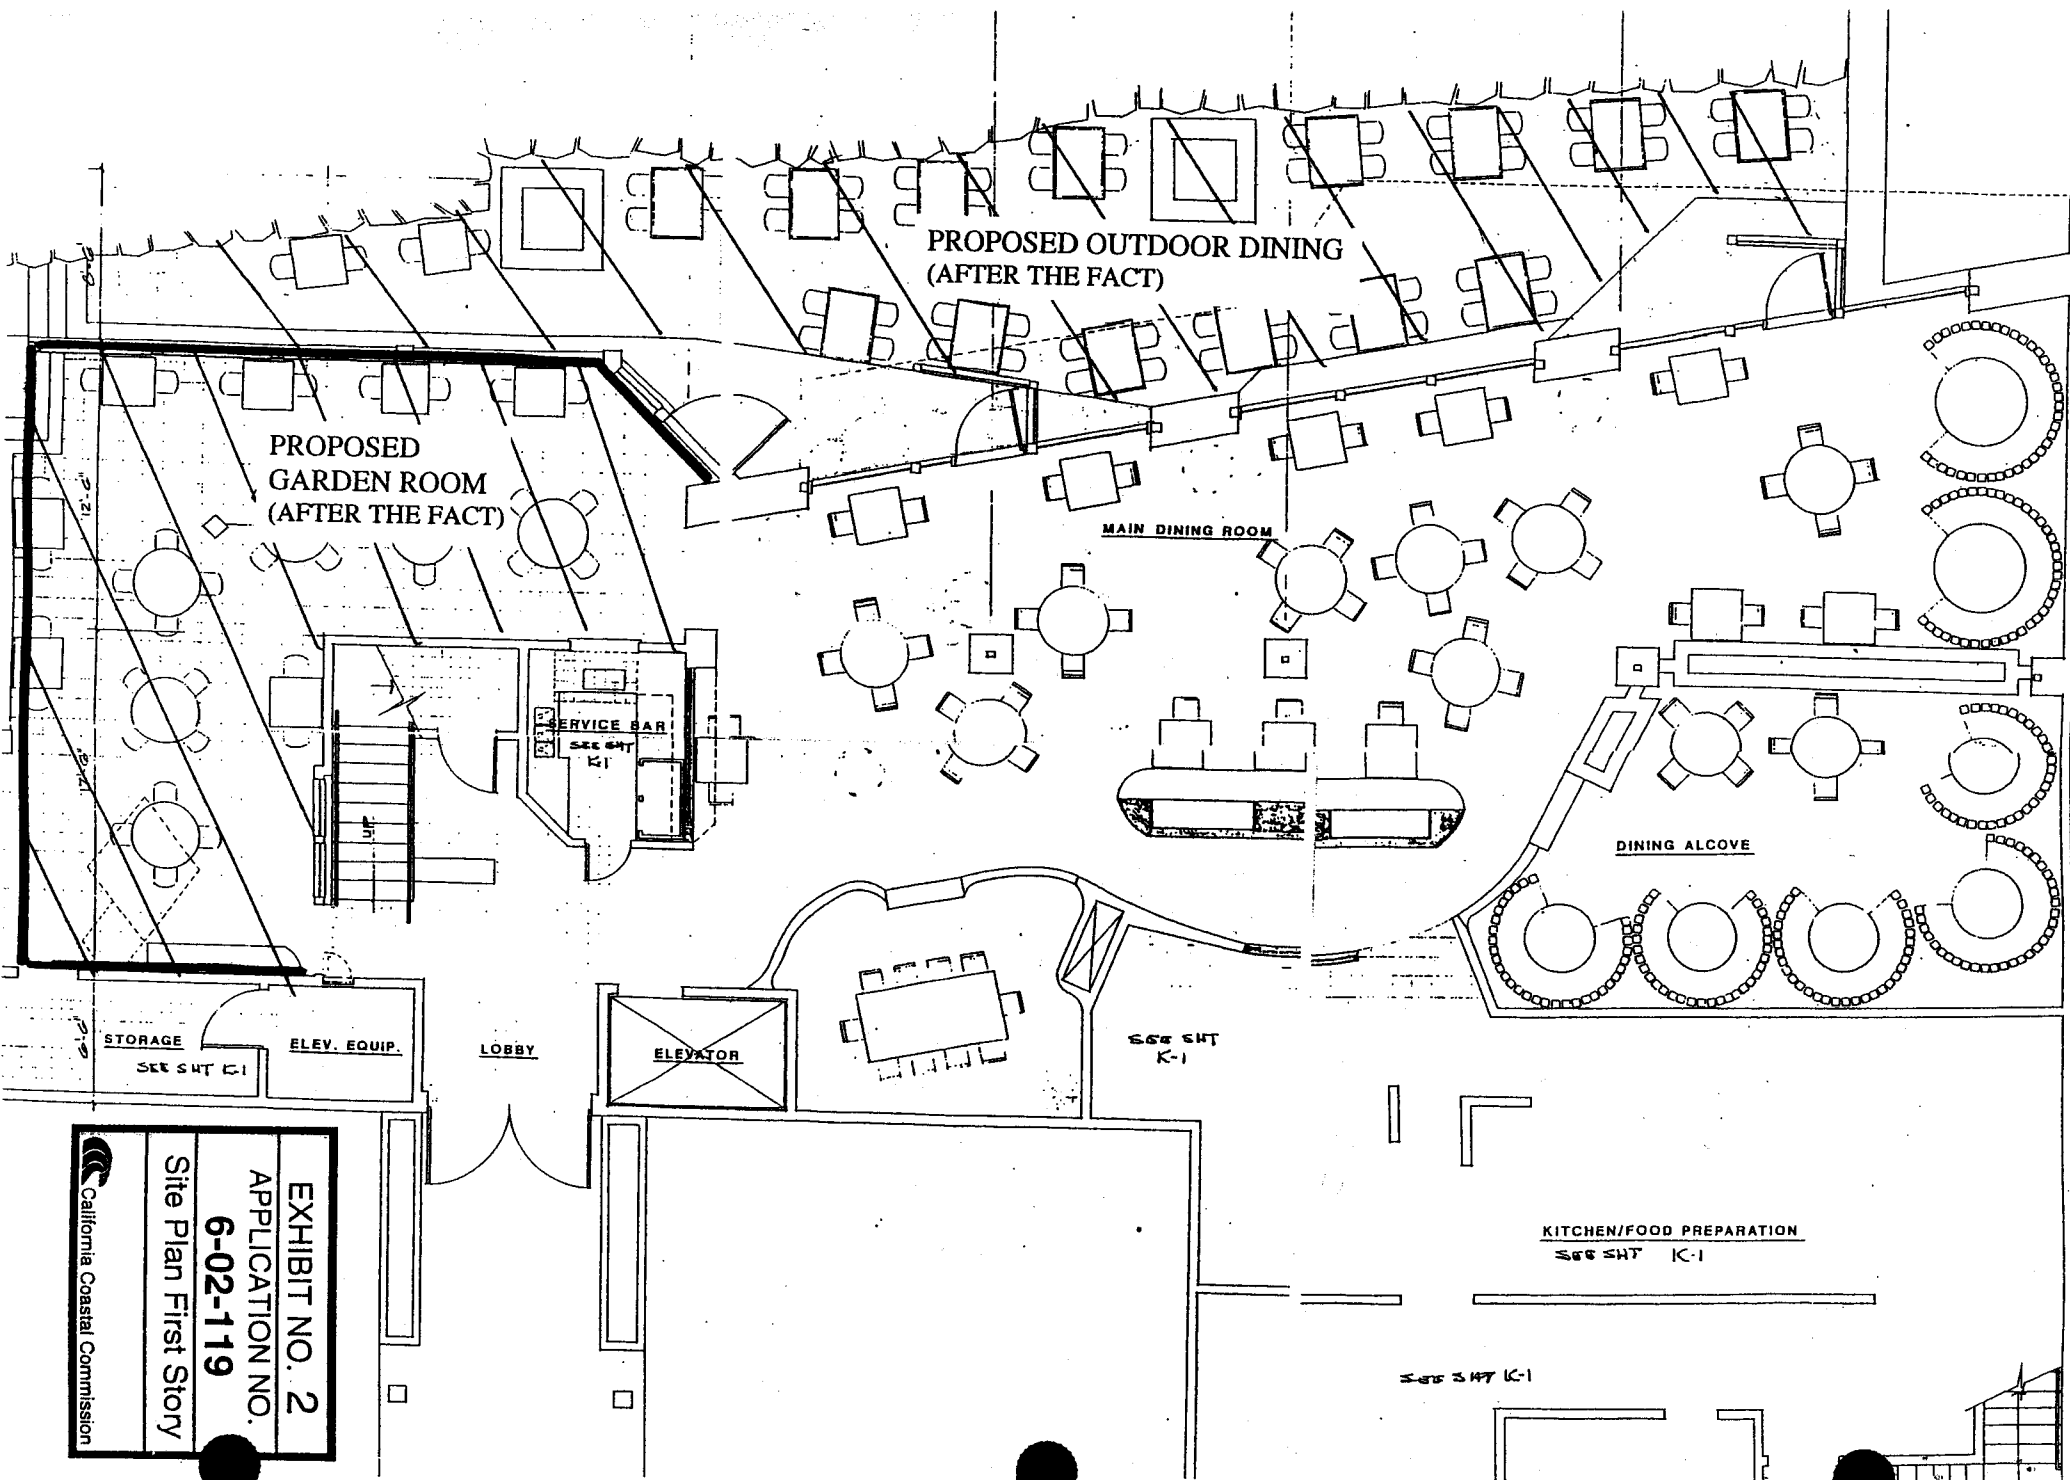 PROPOSED OUTDOOR DINING
(AFTER THE FACT)
PROPOSED
GARDEN ROOM
(AFTER THE FACT)
MAIN DINING ROOM
SERVICE BAR
SEE SHT
K-1
UP
DINING ALCOVE
STORAGE
SEE SHT K-1
ELEV. EQUIP.
LOBBY
ELEVATOR
SEE SHT
K-1
KITCHEN/FOOD PREPARATION
SEE SHT K-1
SEE SHT K-1
EXHIBIT NO. 2
APPLICATION NO.
6-02-119
Site Plan First Story
California Coastal Commission